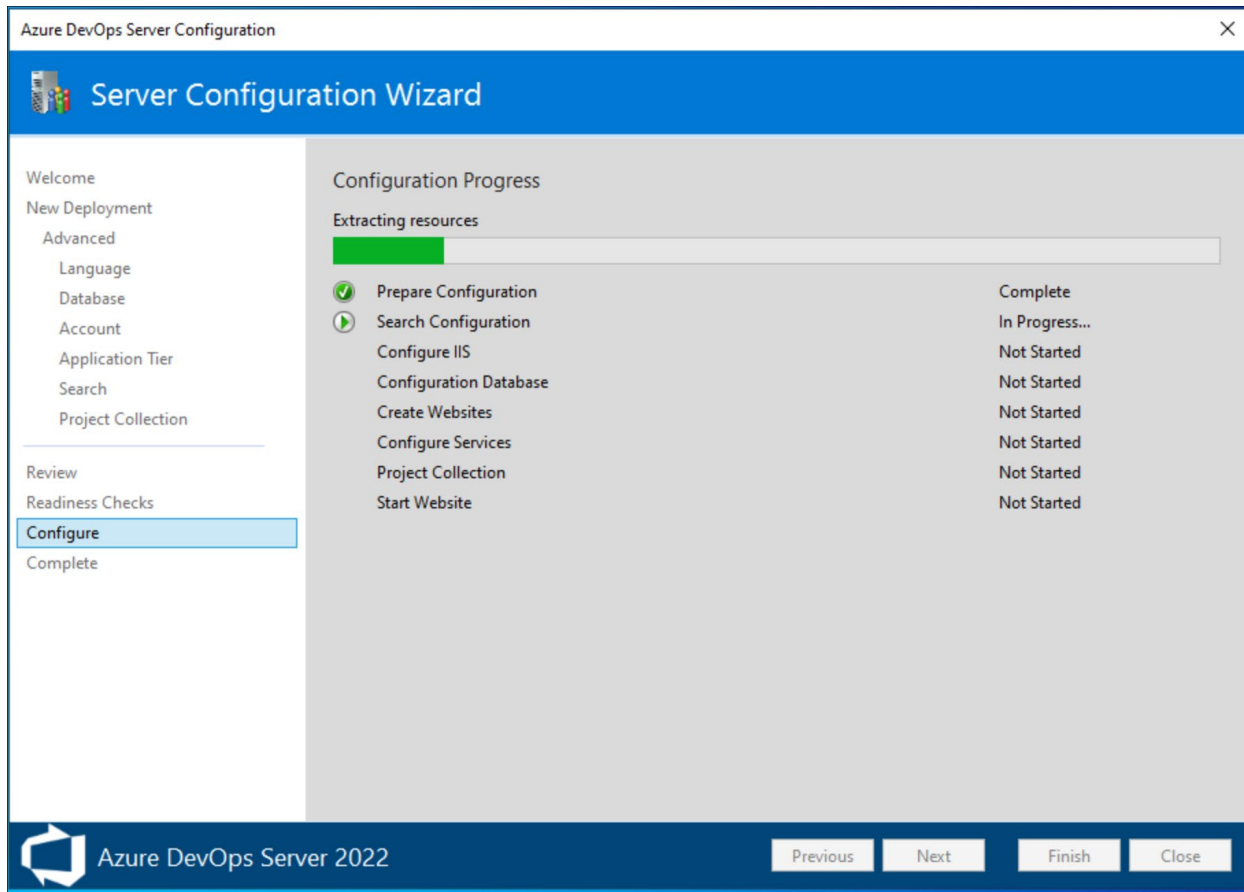 Azure DevOps Server Configuration
Server Configuration Wizard
Welcome
New Deployment
Advanced
Language
Database
Account
Application Tier
Search
Project Collection
Review
Readiness Checks
Configure
Complete
Configuration Progress
Extracting resources
Prepare Configuration Complete
Search Configuration In Progress...
Configure IIS Not Started
Configuration Database Not Started
Create Websites Not Started
Configure Services Not Started
Project Collection Not Started
Start Website Not Started
Azure DevOps Server 2022
Previous Next Finish Close